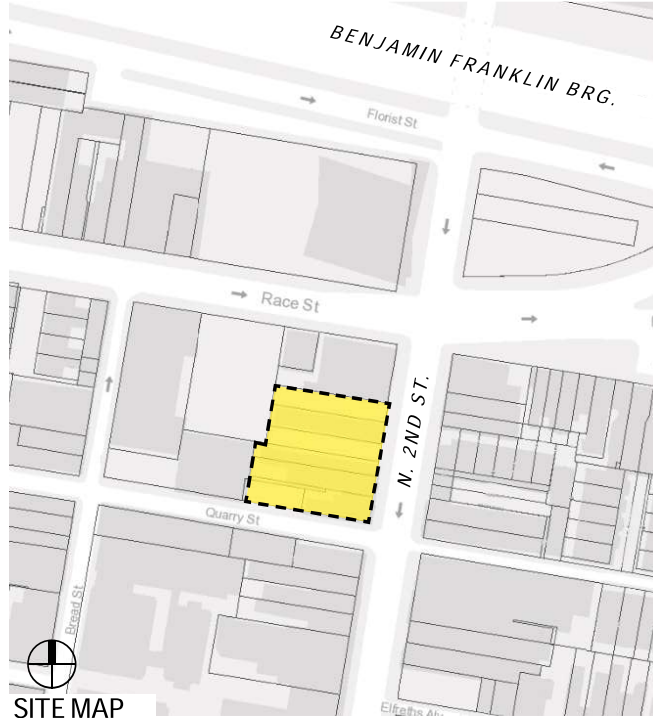 BENJAMIN FRANKLIN BRG.
Florist St
Race St
N. 2ND ST.
Quarry St
Bread St
Elfreths Aly
SITE MAP